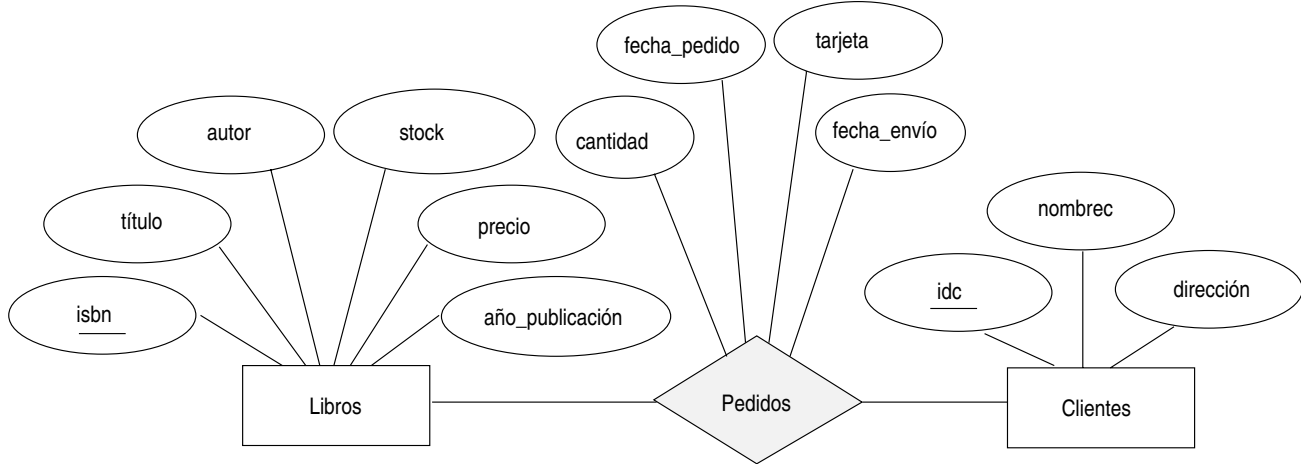 fecha_pedido
tarjeta
autor
stock
cantidad
fecha_envío
título
precio
nombrec
isbn
año_publicación
idc
dirección
Libros
Pedidos
Clientes